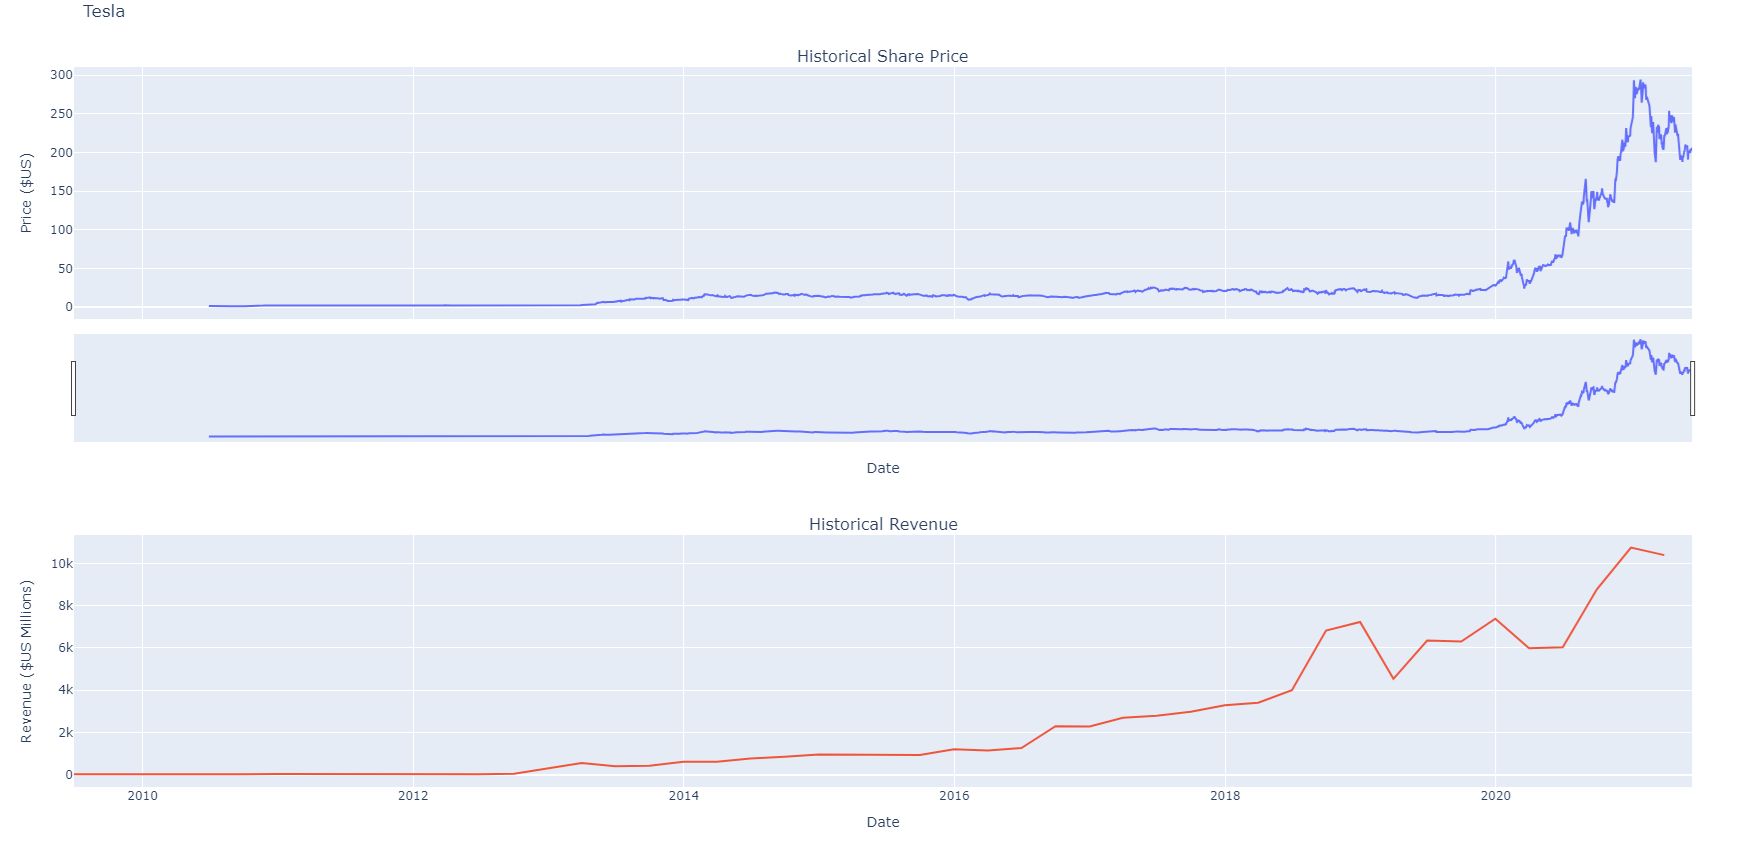 Tesla
Historical Share Price
300
250
200
150
100
50
0
Price ($US)
Date
Historical Revenue
10k
8k
6k
4k
2k
0
Revenue ($US Millions)
2010 2012 2014 2016 2018 2020
Date